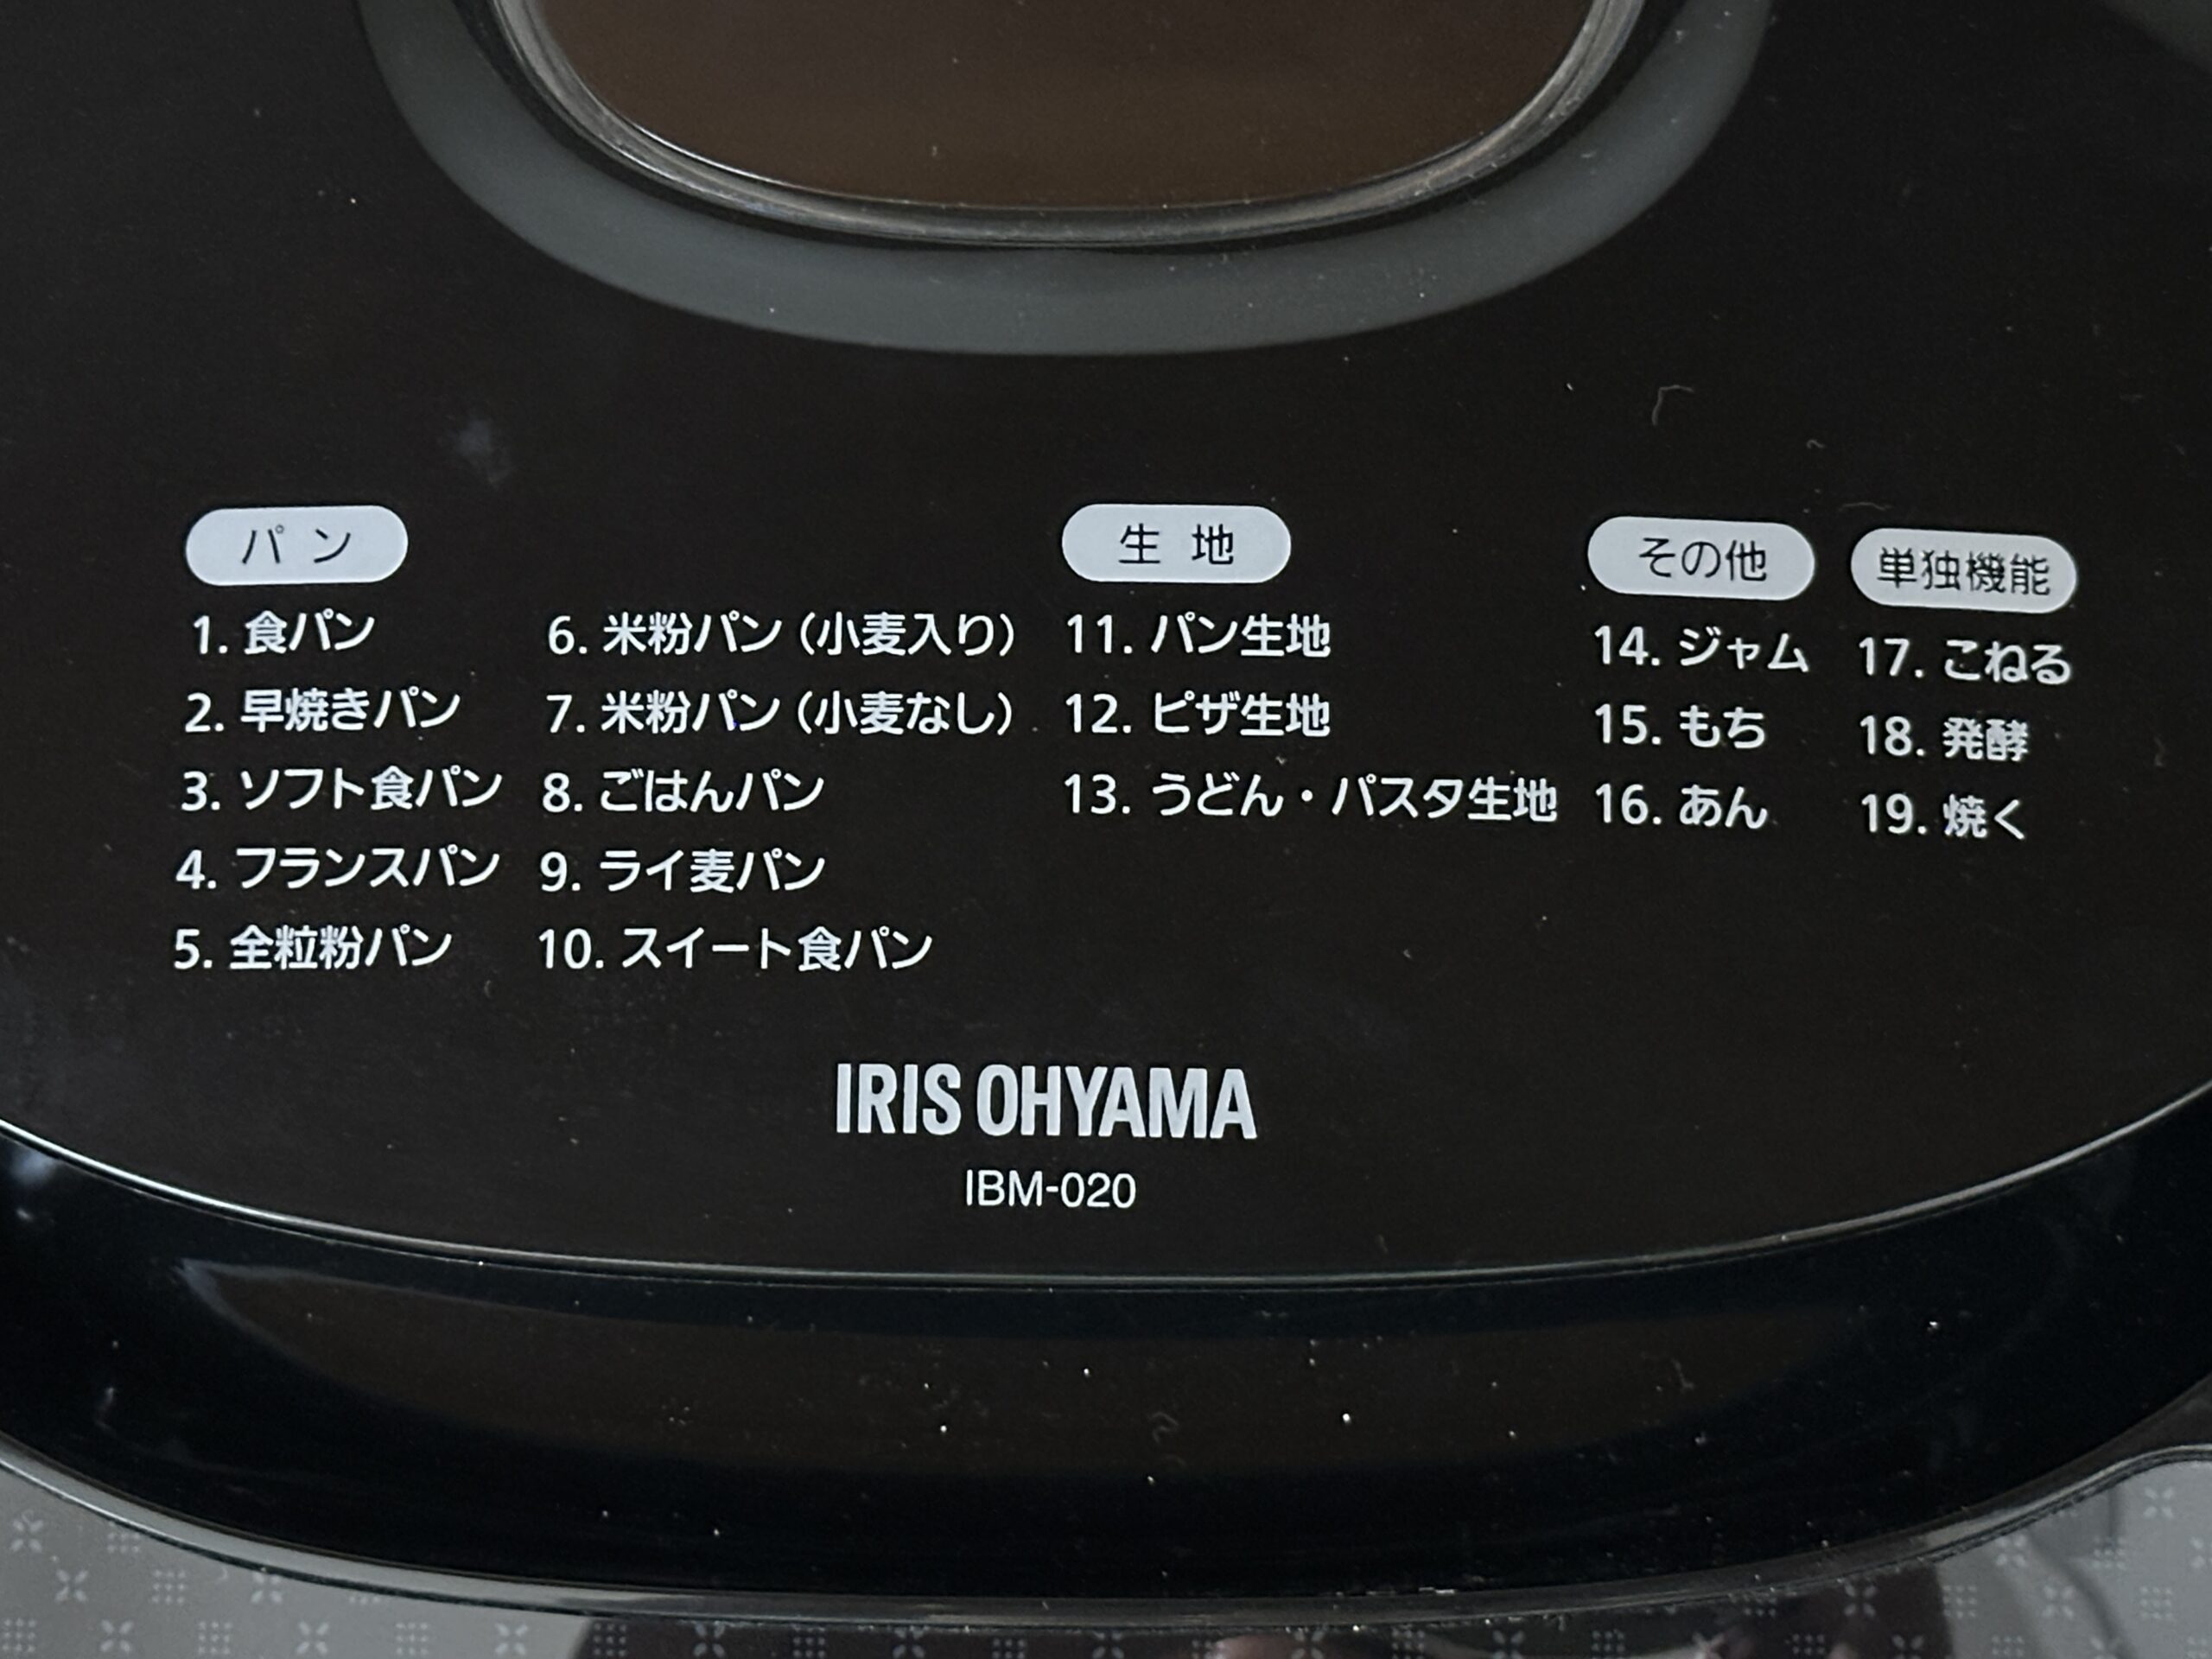 パン
1. 食パン
2. 早焼きパン
3. ソフト食パン
4. フランスパン
5. 全粒粉パン
6. 米粉パン（小麦入り）
7. 米粉パン（小麦なし）
8. ごはんパン
9. ライ麦パン
10. スイート食パン
生地
11. パン生地
12. ピザ生地
13. うどん・パスタ生地
その他
14. ジャム
15. もち
16. あん
単独機能
17. こねる
18. 発酵
19. 焼く
IRIS OHYAMA
IBM-020